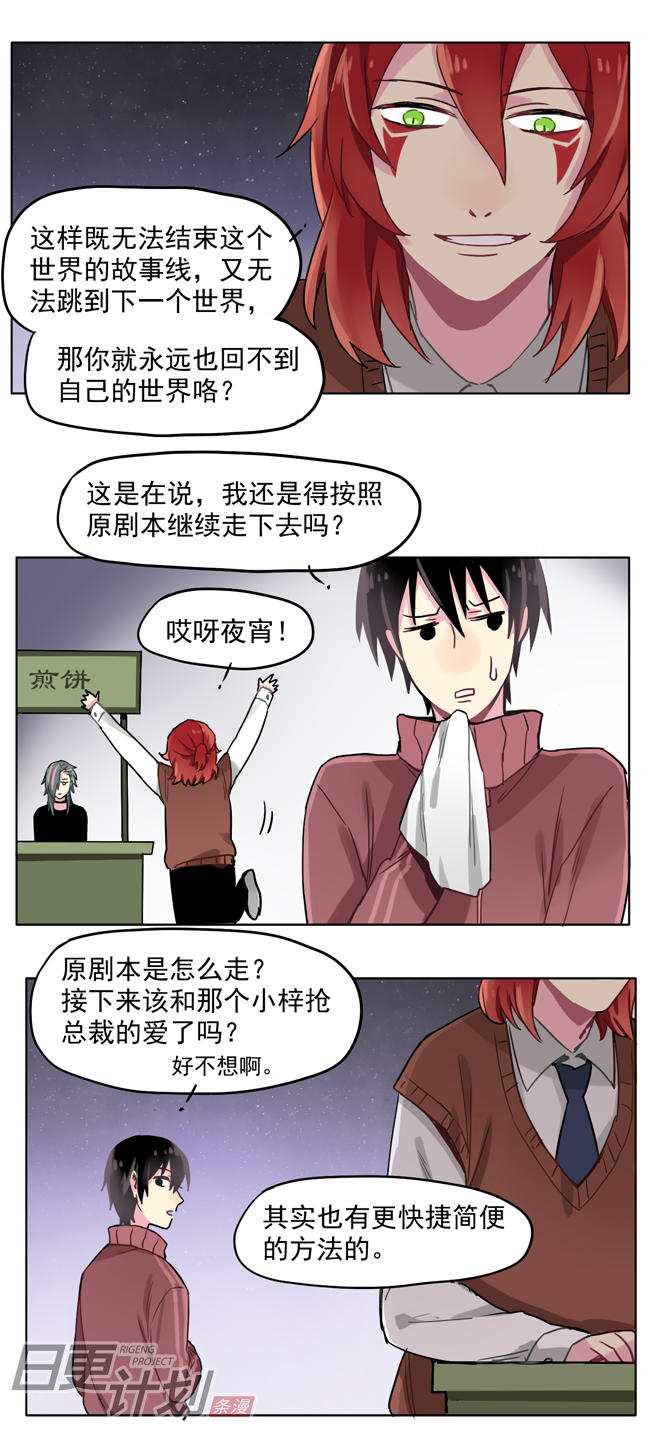 这样既无法结束这个
世界的故事线，又无
法跳到下一个世界，
那你就永远也回不到
自己的世界咯？
这是在说，我还是得按照
原剧本继续走下去吗？
哎呀夜宵！
煎饼
原剧本是怎么走？
接下来该和那个小梓抢
总裁的爱了吗？
好不想啊。
其实也有更快捷简便
的方法的。
日更计划
RIGENG
PROJECT
条漫